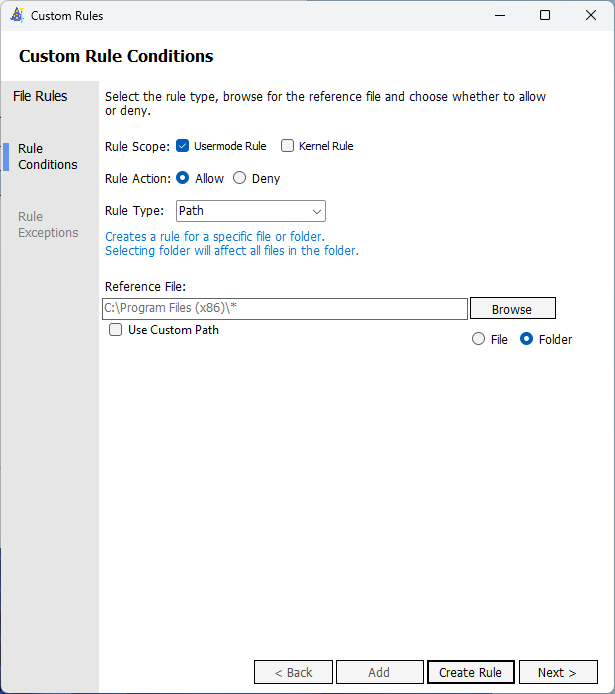 Custom Rules
Custom Rule Conditions
File Rules
Rule
Conditions
Rule
Exceptions
Select the rule type, browse for the reference file and choose whether to allow
or deny.
Rule Scope: Usermode Rule Kernel Rule
Rule Action: Allow Deny
Rule Type: Path
Creates a rule for a specific file or folder.
Selecting folder will affect all files in the folder.
Reference File:
C:\Program Files (x86)\* Browse
Use Custom Path
File Folder
< Back Add Create Rule Next >